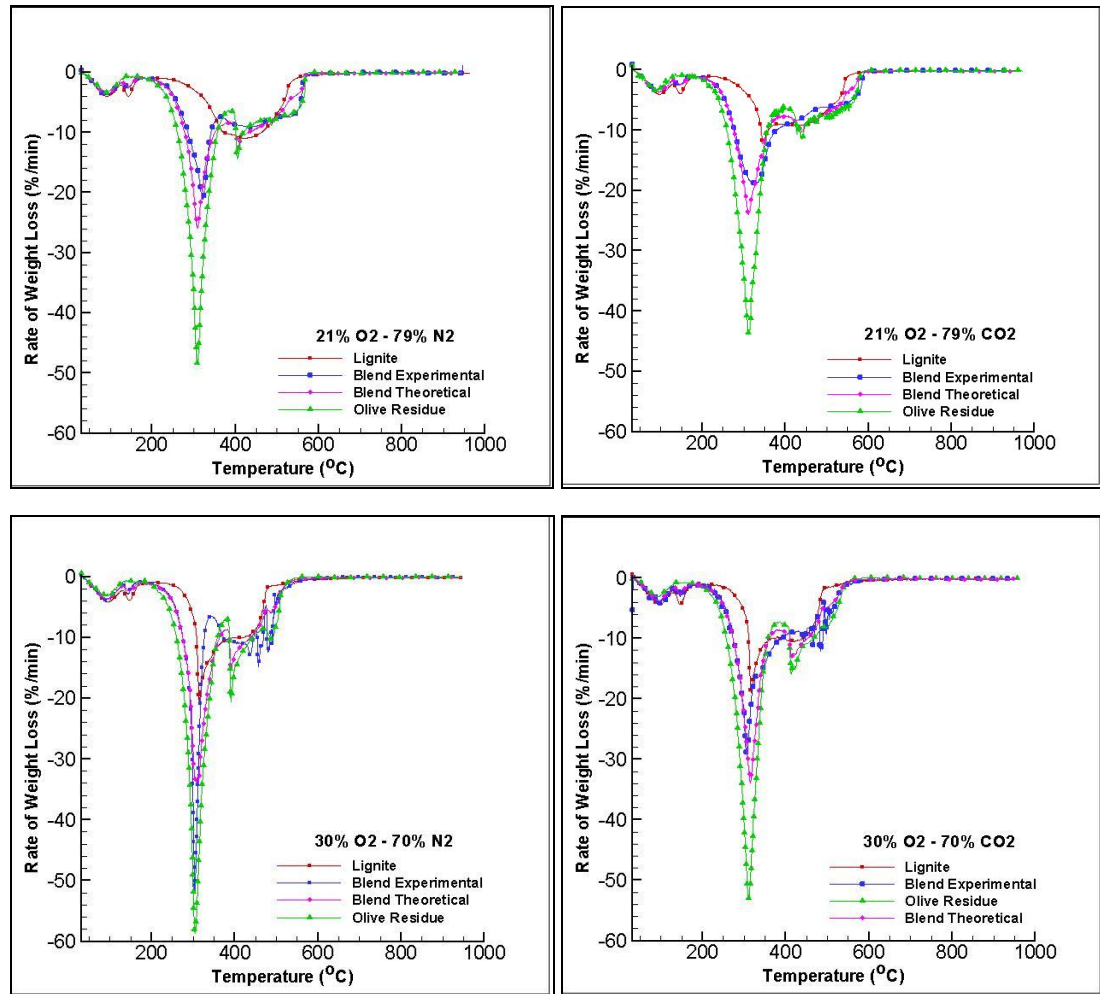 0
-10
-20
-30
-40
-50
-60
Rate of Weight Loss (%/min)
21% O2 - 79% N2
Lignite
Blend Experimental
Blend Theoretical
Olive Residue
200 400 600 800 1000
Temperature (OC)
0
-10
-20
-30
-40
-50
-60
Rate of Weight Loss (%/min)
21% O2 - 79% CO2
Lignite
Blend Experimental
Blend Theoretical
Olive Residue
200 400 600 800 1000
Temperature (OC)
0
-10
-20
-30
-40
-50
-60
Rate of Weight Loss (%/min)
30% O2 - 70% N2
Lignite
Blend Experimental
Blend Theoretical
Olive Residue
200 400 600 800 1000
Temperature (OC)
0
-10
-20
-30
-40
-50
-60
Rate of Weight Loss (%/min)
30% O2 - 70% CO2
Lignite
Blend Experimental
Olive Residue
Blend Theoretical
200 400 600 800 1000
Temperature (OC)